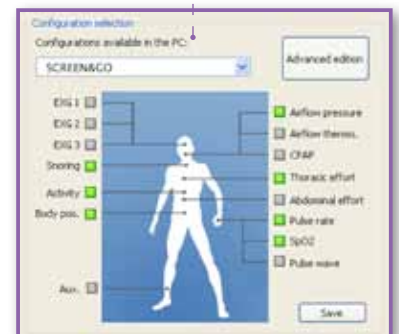 Configuration selection
Configurations available in the PC:
SCREEN&GO
Advanced edition
EXG 1
EXG 2
EXG 3
Snoring
Activity
Body pos.
Aux.
Airflow pressure
Airflow thermis.
CPAP
Thoracic effort
Abdominal effort
Pulse rate
SpO2
Pulse wave
Save